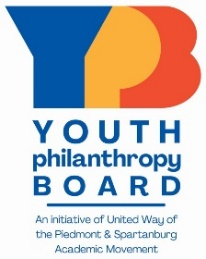 YPB
YOUTH
philanthropy
BOARD
An initiative of United Way of
the Piedmont & Spartanburg
Academic Movement